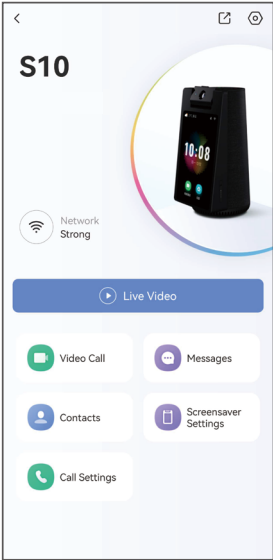 S10
10:08
Network
Strong
Live Video
Video Call
Messages
Contacts
Screensaver
Settings
Call Settings